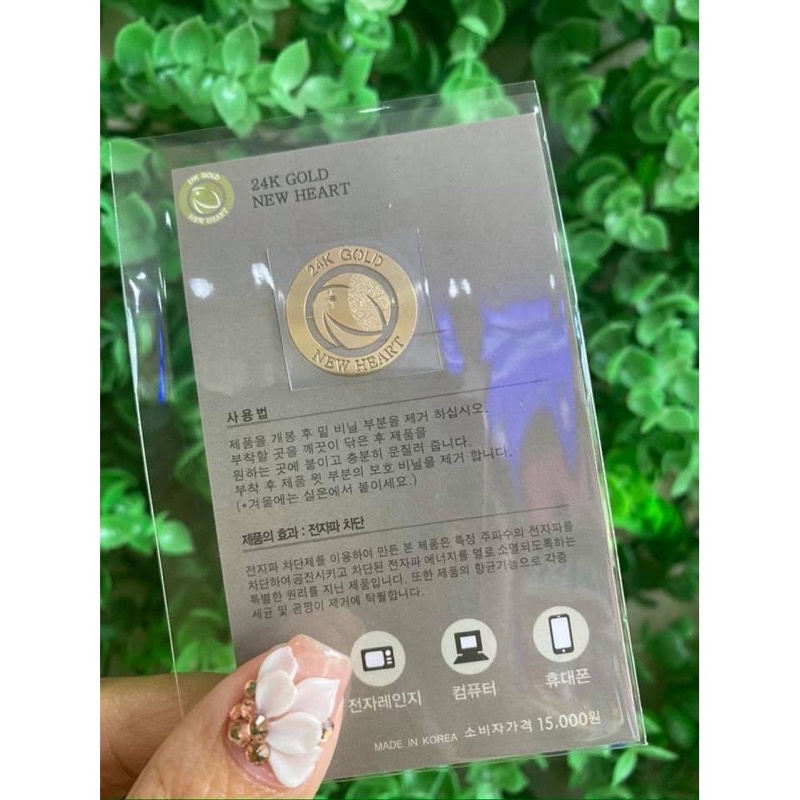 24K GOLD
NEW HEART
24K GOLD
NEW HEART
24K GOLD
NEW HEART
사용법
제품을 개봉 후 밑 비닐 부분을 제거 하십시오.
부착할 곳을 깨끗이 닦은 후 제품을
원하는 곳에 붙이고 충분히 문질러 줍니다.
부착 후 제품 윗 부분의 보호 비닐을 제거 합니다.
(*겨울에는 실온에서 붙이세요.)
제품의 효과 : 전자파 차단
전자파 차단제를 이용하여 만든 본 제품은 특정 주파수의 전자파를
차단하여공진시키고 차단된 전자파 에너지를 열로 소멸되도록하는
특별한 원리를 지닌 제품입니다. 또한 제품의 항균기능으로 각종
세균 및 곰팡이 제거에 탁월합니다.
전자레인지
컴퓨터
휴대폰
MADE IN KOREA 소비자가격 15,000원